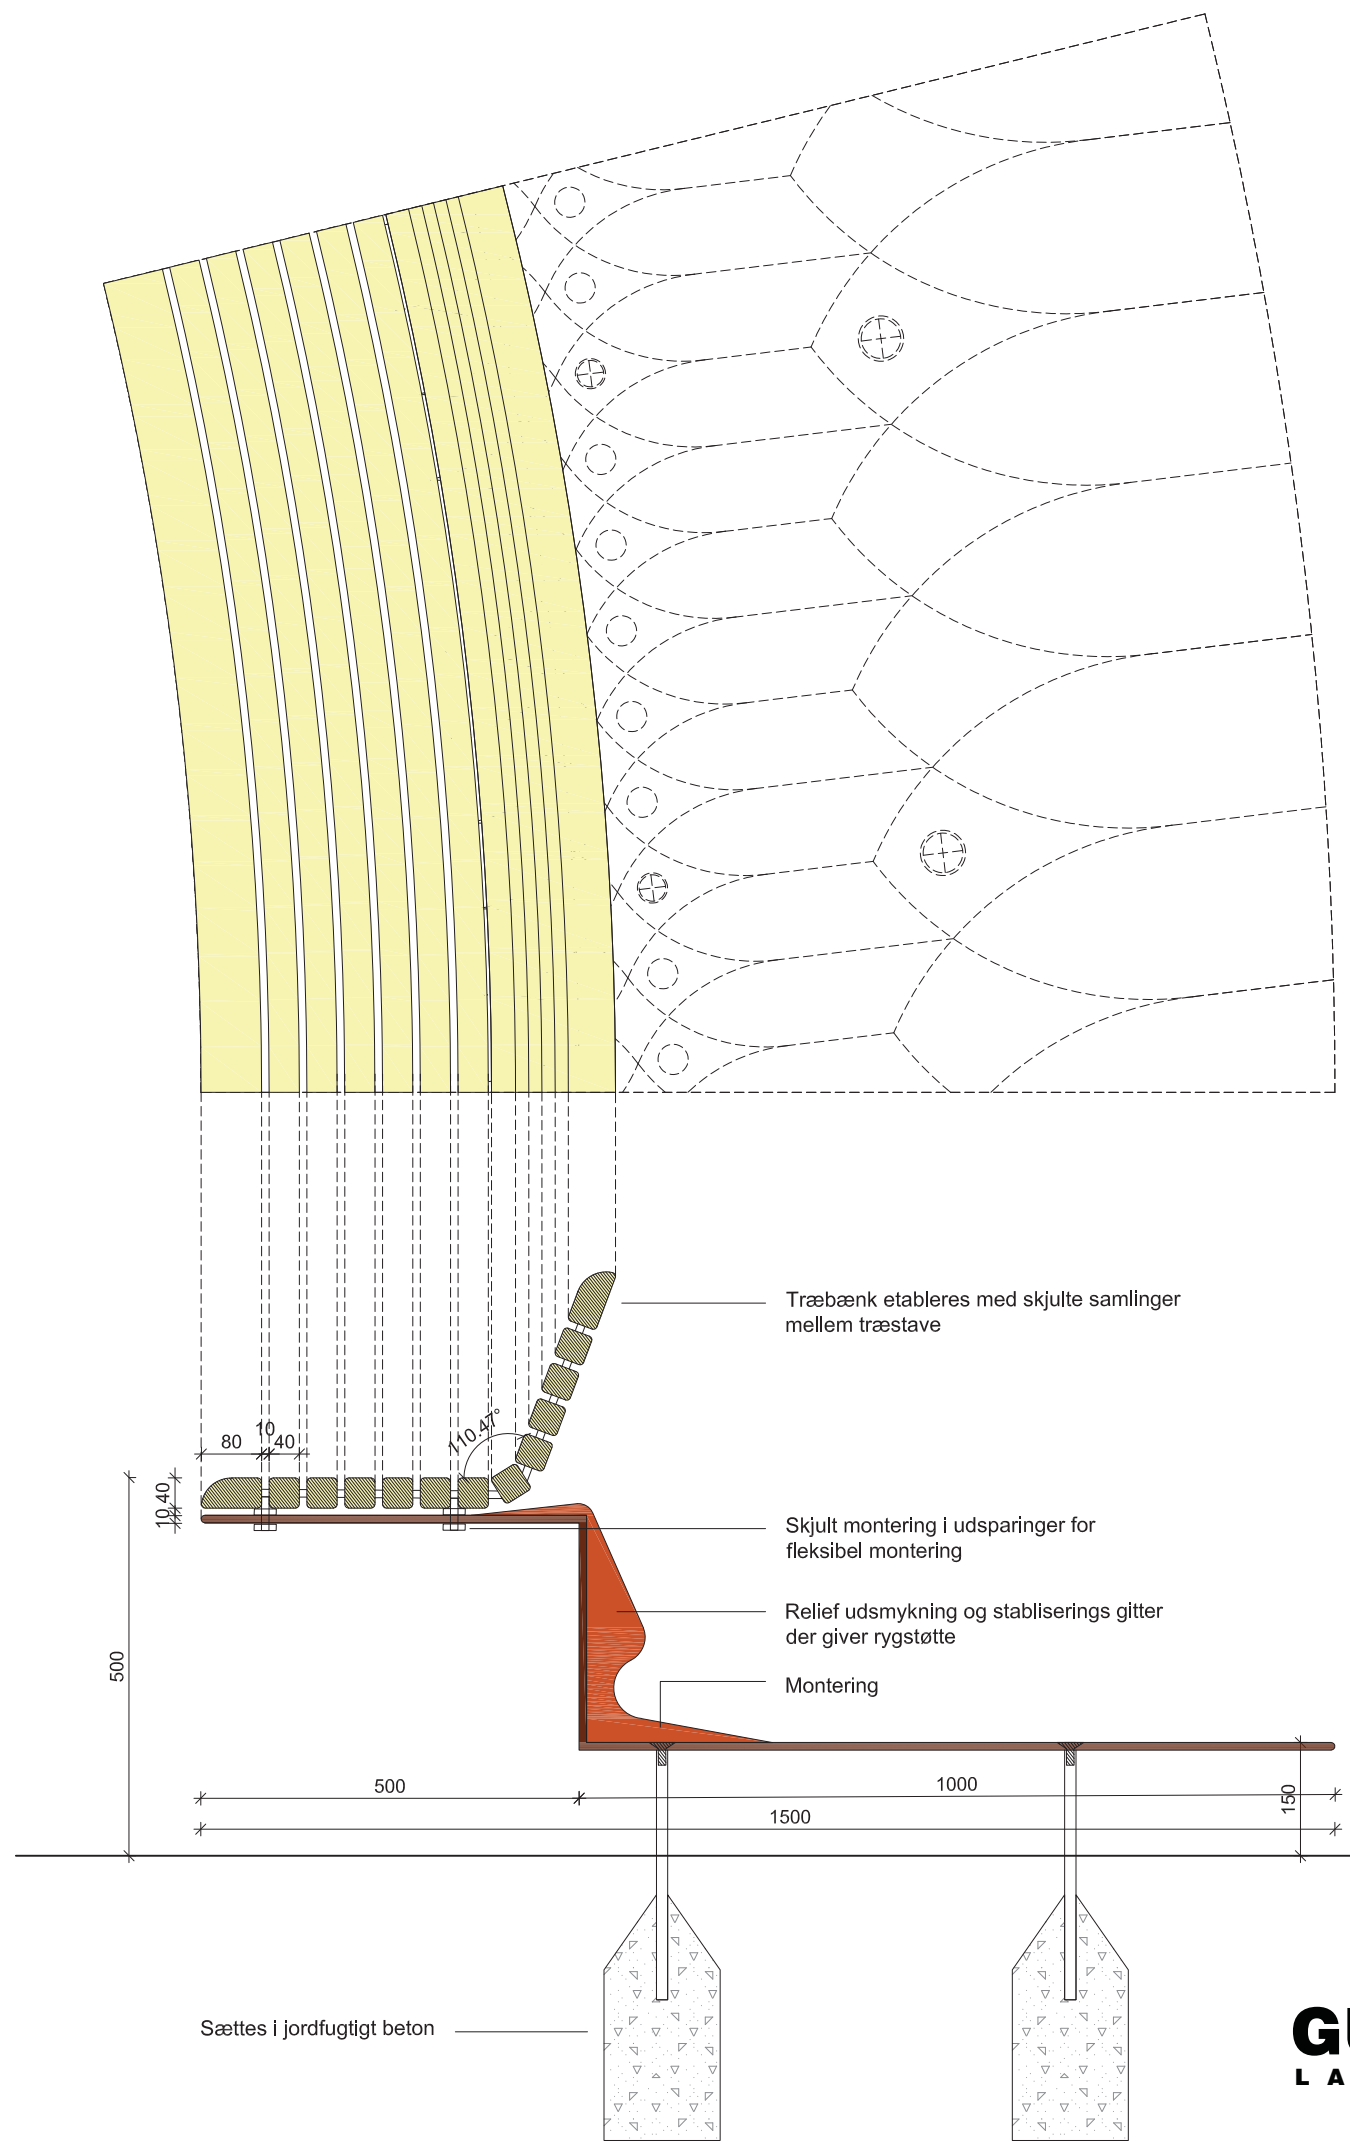 Træbænk etableres med skjulte samlinger
mellem træstave
10
80
40
110.47°
40
10
Skjult montering i udsparinger for
fleksibel montering
Relief udsmykning og stabliserings gitter
der giver rygstøtte
500
Montering
500
1000
150
1500
Sættes i jordfugtigt beton
L A